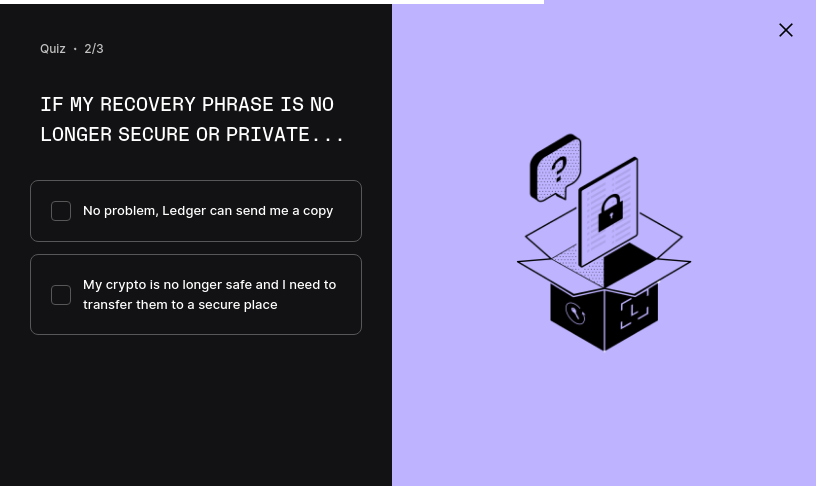 Quiz • 2/3
IF MY RECOVERY PHRASE IS NO
LONGER SECURE OR PRIVATE...
No problem, Ledger can send me a copy
My crypto is no longer safe and I need to
transfer them to a secure place
?